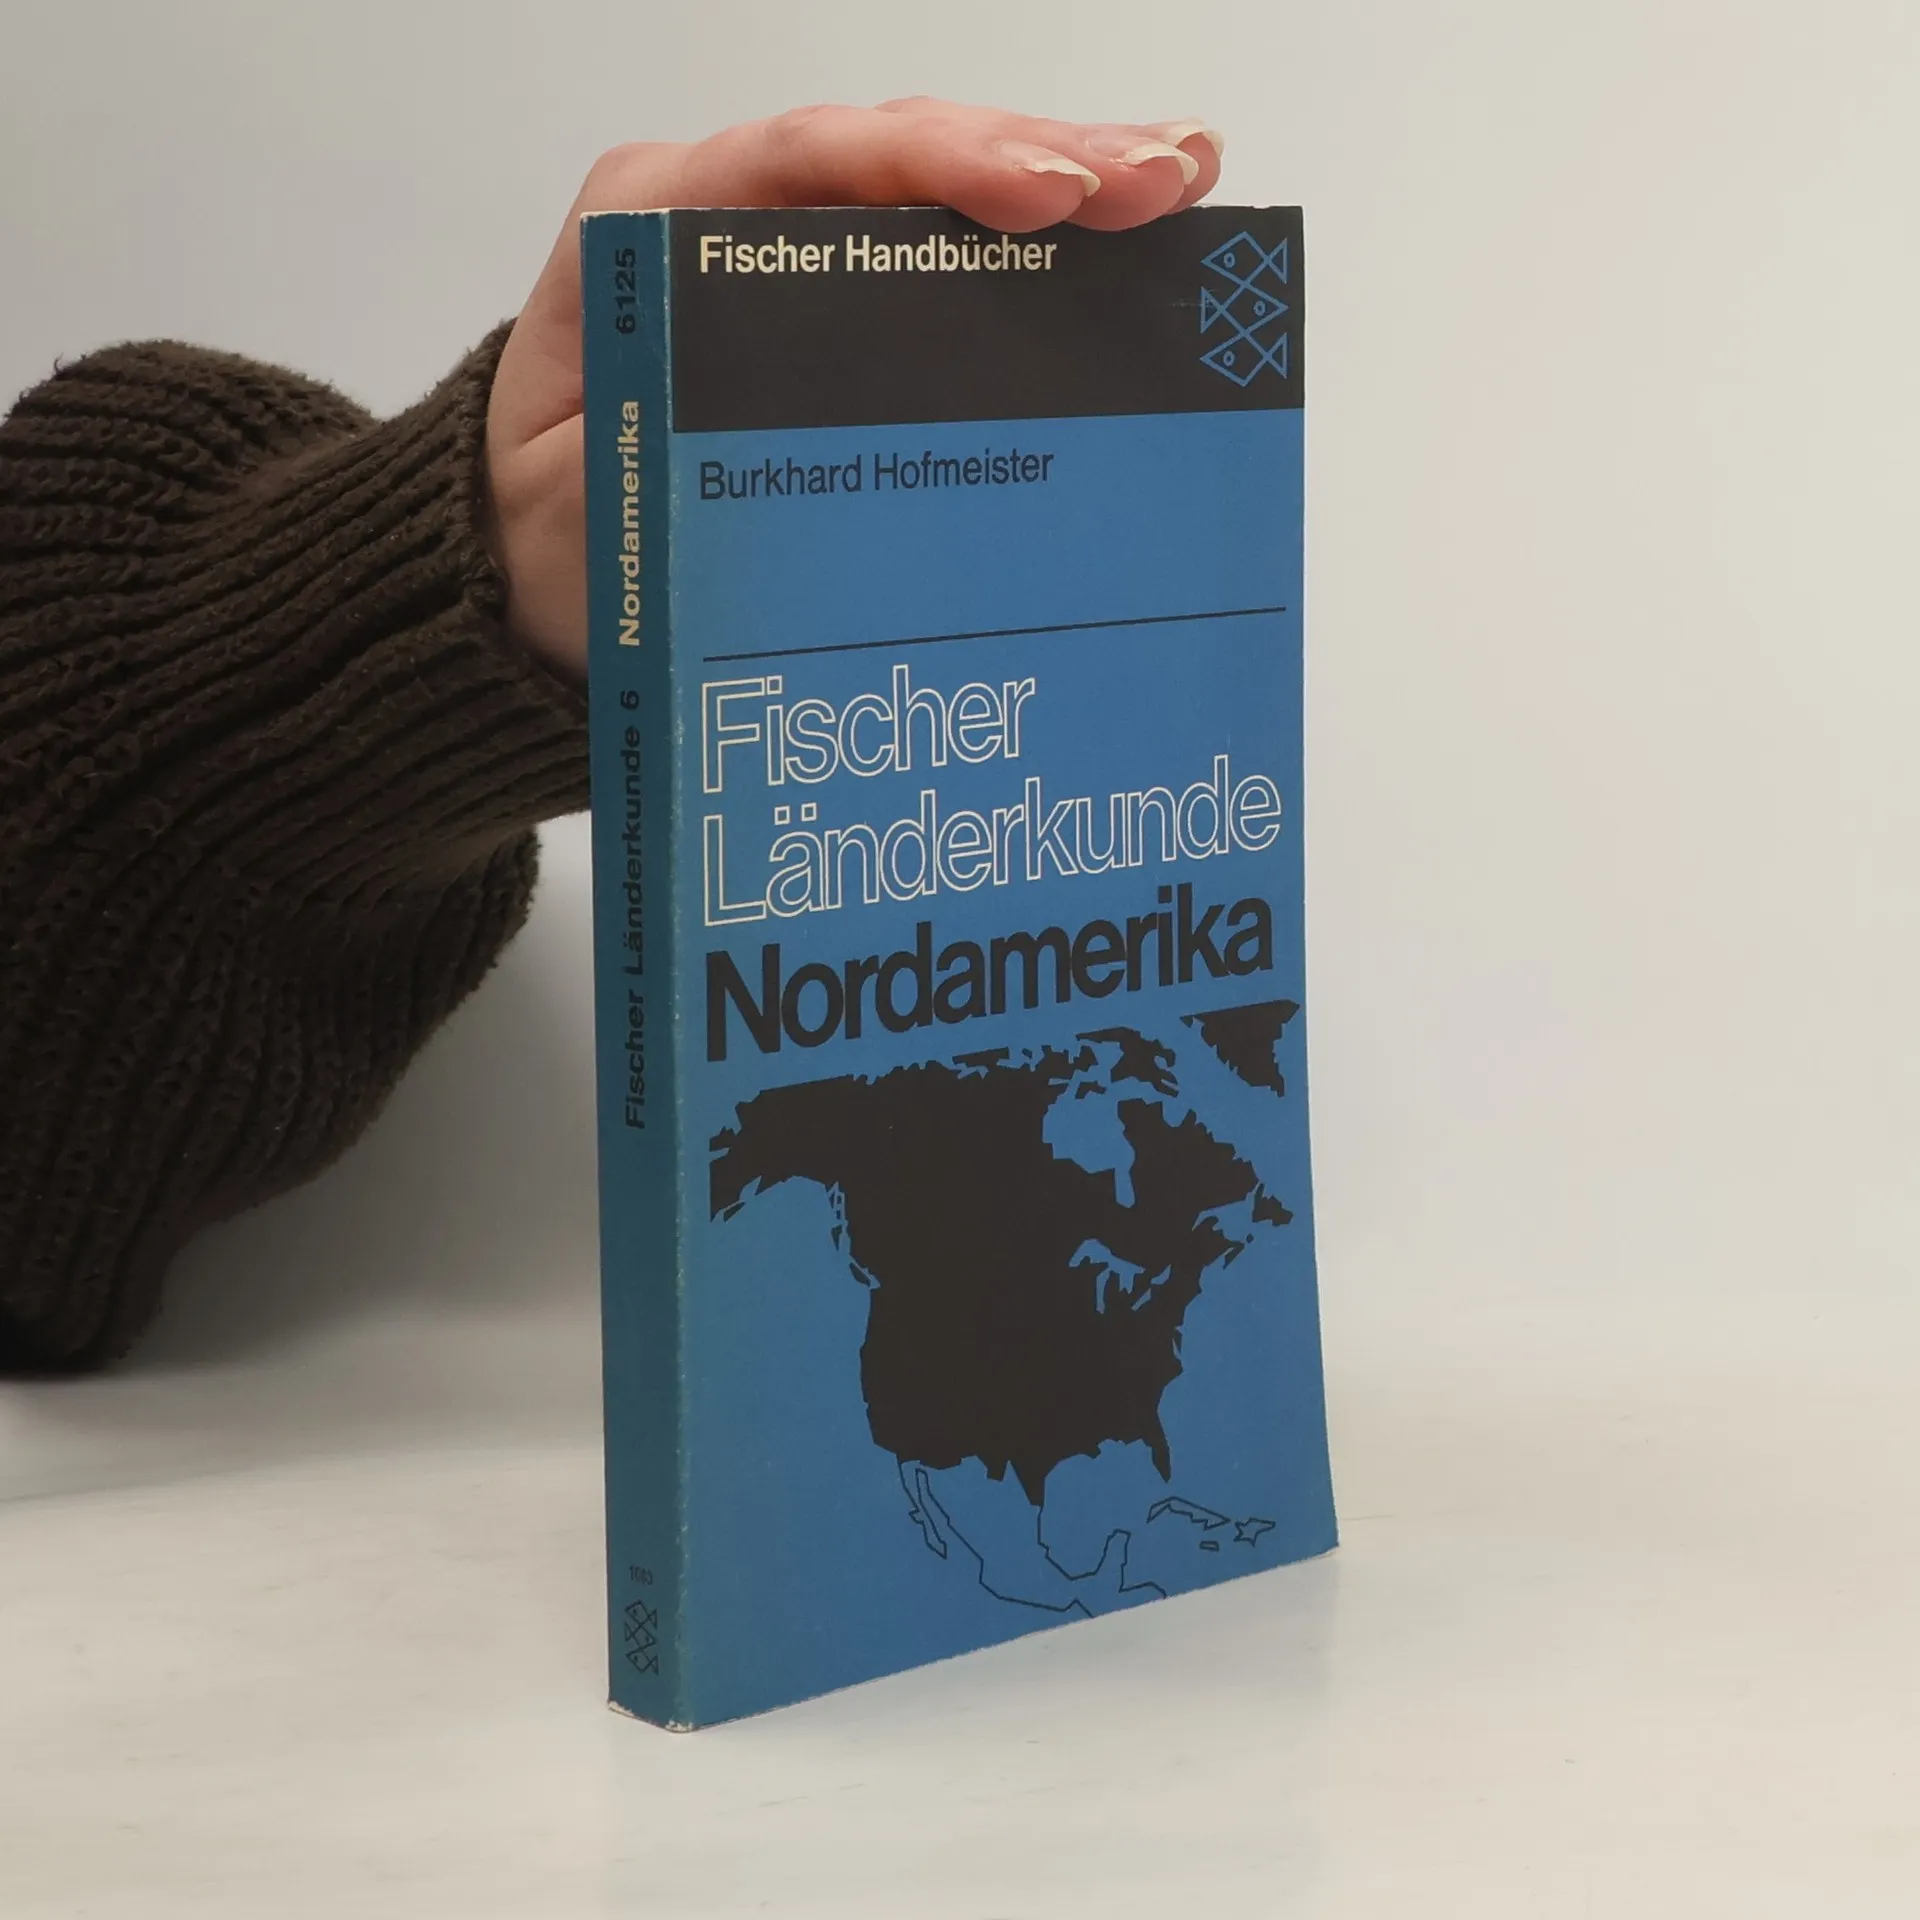 Fischer Handbücher
Burkhard Hofmeister
Fischer
Länderkunde
Nordamerika
Fischer Länderkunde 6 Nordamerika 6125